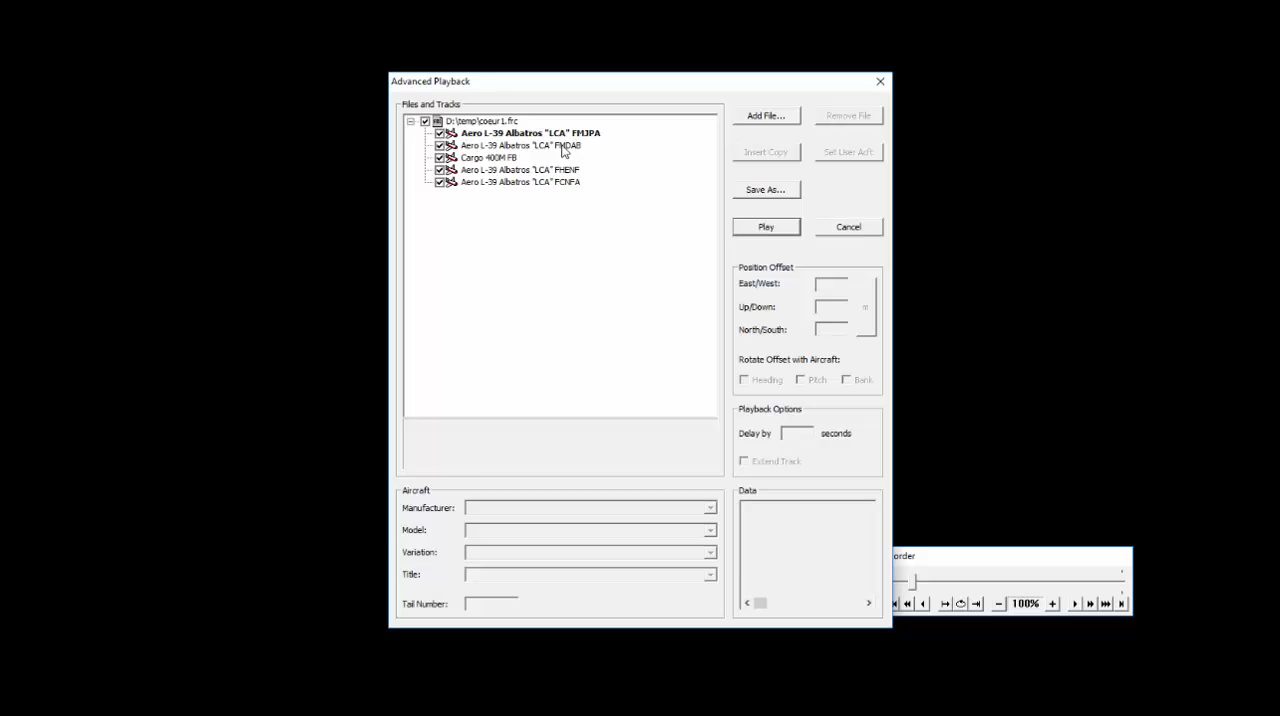 Advanced Playback
Files and Tracks
D:\temp\coeur1.frc
Aero L-39 Albatros "LCA" FMJPA
Aero L-39 Albatros "LCA" FMDAB
Cargo 400M FB
Aero L-39 Albatros "LCA" FHENF
Aero L-39 Albatros "LCA" FCNFA
Add File...
Remove File
Insert Copy
Set User Acft
Save As...
Play
Cancel
Position Offset
East/West:
Up/Down:
m
North/South:
Rotate Offset with Aircraft:
Heading
Pitch
Bank
Playback Options
Delay by
seconds
Extend Track
Aircraft
Manufacturer:
Model:
Variation:
Title:
Tail Number:
Data
order
100%